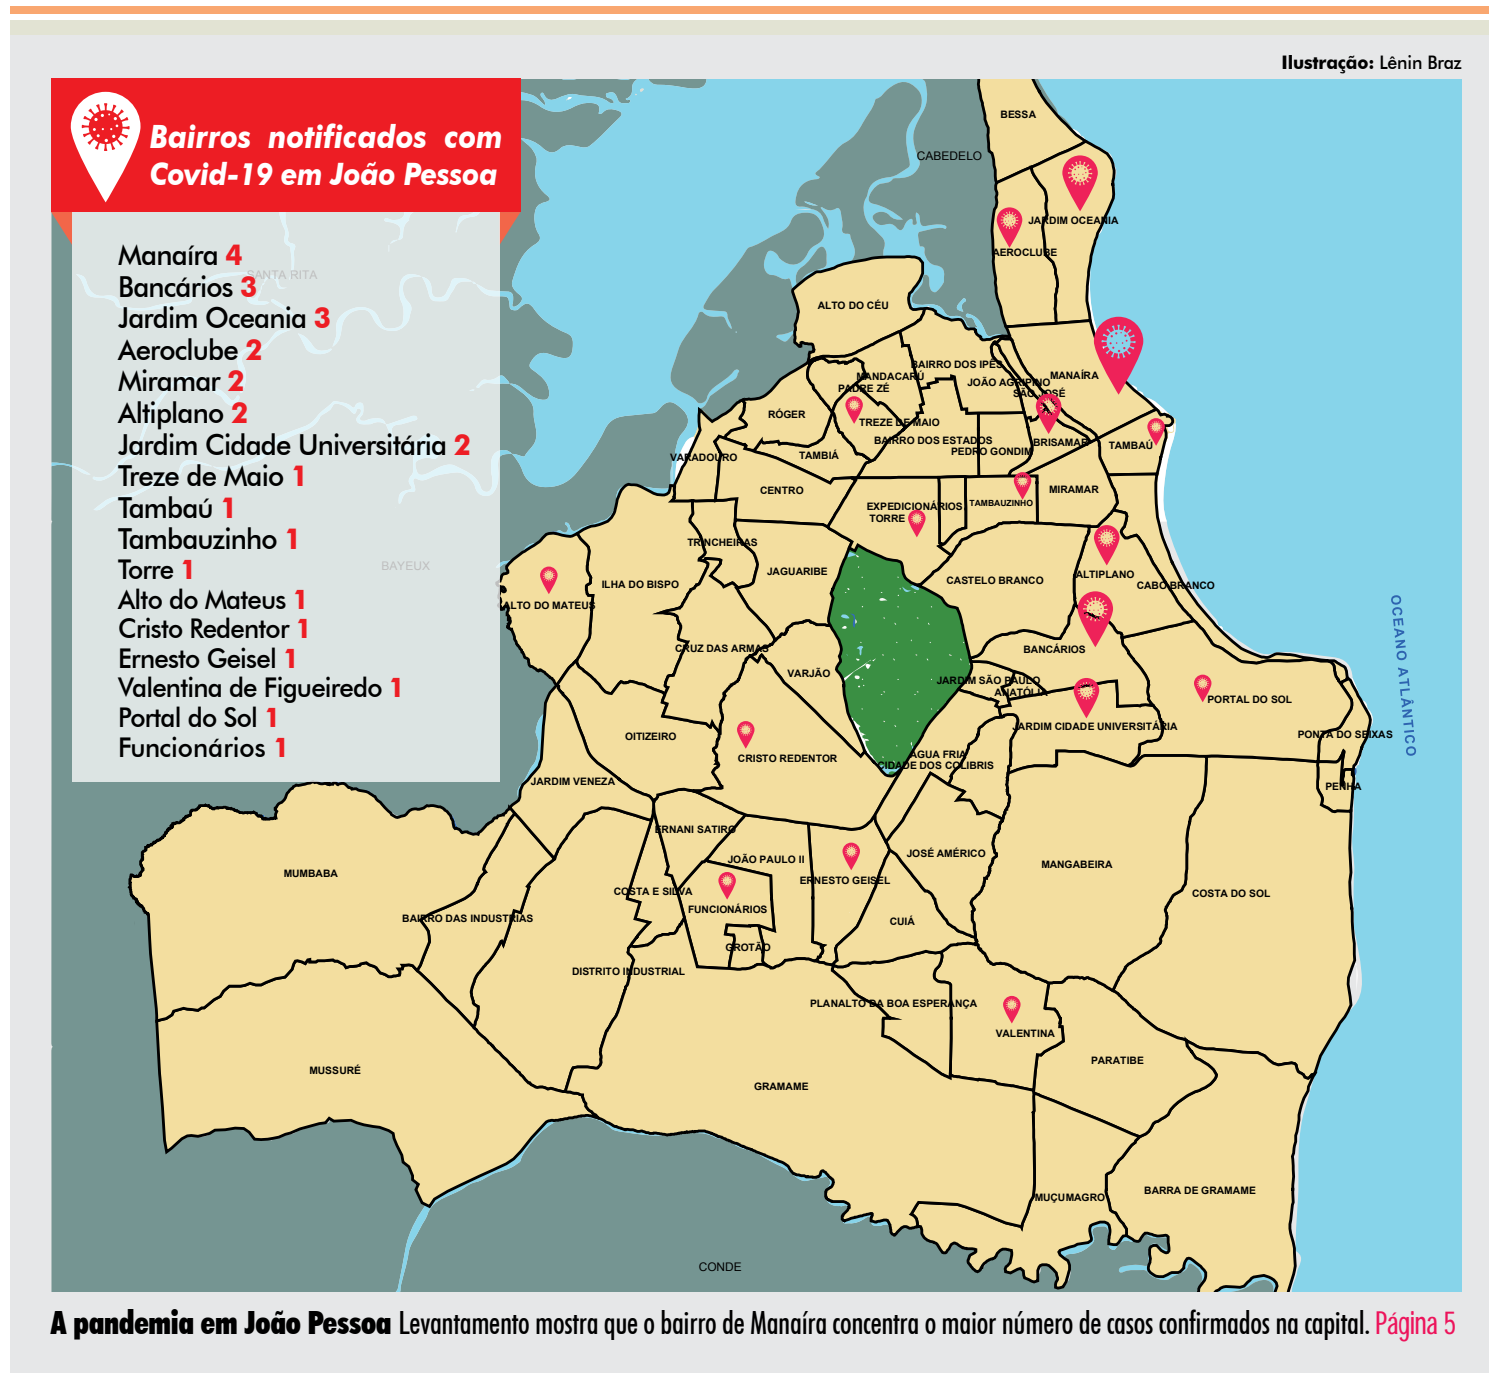 Ilustração: Lênin Braz
Bairros notificados com
Covid-19 em João Pessoa
Manaíra 4
Bancários 3
Jardim Oceania 3
Aeroclube 2
Miramar 2
Altiplano 2
Jardim Cidade Universitária 2
Treze de Maio 1
Tambaú 1
Tambauzinho 1
Torre 1
Alto do Mateus 1
Cristo Redentor 1
Ernesto Geisel 1
Valentina de Figueiredo 1
Portal do Sol 1
Funcionários 1
SANTA RITA
BAYEUX
BESSA
CABEDELO
JARDIM OCEANIA
AEROCLUBE
ALTO DO CÉU
BAIRRO DOS IPÊS
MANDACARÚ
PADRE ZÉ
JOÃO AGRIPINO
MANAÍRA
SÃO JOSÉ
RÓGER
TREZE DE MAIO
BAIRRO DOS ESTADOS
BRISAMAR
TAMBAÚ
PEDRO GONDIM
VARADOURO
TAMBIÁ
CENTRO
MIRAMAR
EXPEDICIONÁRIOS
TAMBAUZINHO
TORRE
TRINCHEIRAS
JAGUARIBE
CASTELO BRANCO
ALTIPLANO
CABO BRANCO
ILHA DO BISPO
ALTO DO MATEUS
OCEANO ATLÂNTICO
CRUZ DAS ARMAS
BANCÁRIOS
VARJÃO
JARDIM SÃO PAULO
ANATÓLIA
PORTAL DO SOL
JARDIM CIDADE UNIVERSITÁRIA
OITIZEIRO
PONTA DO SEIXAS
CRISTO REDENTOR
ÁGUA FRIA
CIDADE DOS COLIBRIS
JARDIM VENEZA
PENHA
ERNANI SATIRO
JOÃO PAULO II
JOSÉ AMÉRICO
MANGABEIRA
MUMBABA
ERNESTO GEISEL
COSTA E SILVA
COSTA DO SOL
FUNCIONÁRIOS
BAIRRO DAS INDUSTRIAS
CUIÁ
GROTÃO
DISTRITO INDUSTRIAL
PLANALTO DA BOA ESPERANÇA
VALENTINA
PARATIBE
MUSSURÉ
GRAMAME
BARRA DE GRAMAME
MUÇUMAGRO
CONDE
A pandemia em João Pessoa Levantamento mostra que o bairro de Manaíra concentra o maior número de casos confirmados na capital. Página 5